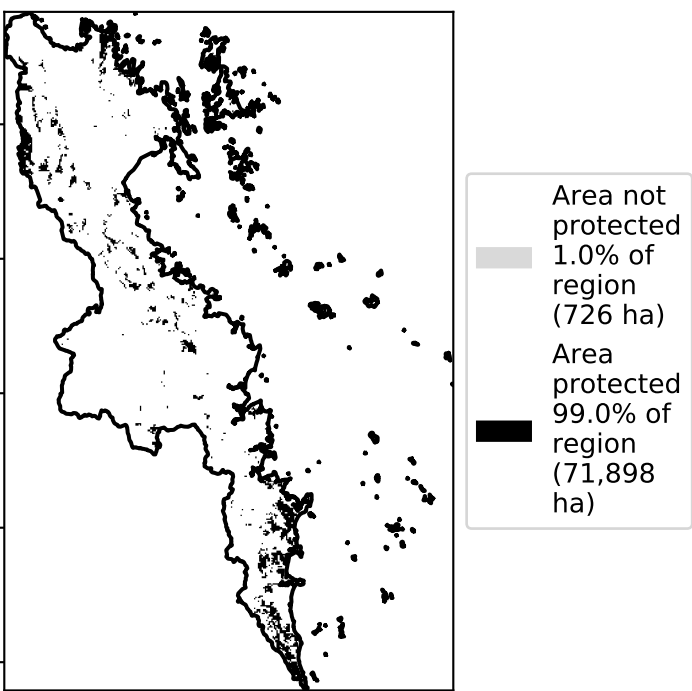 Area not
protected
1.0% of
region
(726 ha)
Area
protected
99.0% of
region
(71,898
ha)